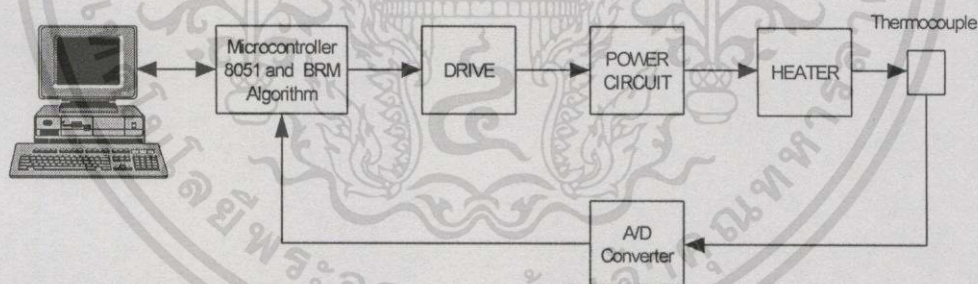 Thermocouple
Microcontroller
8051 and BRM
Algorithm
DRIVE
POWER
CIRCUIT
HEATER
A/D
Converter